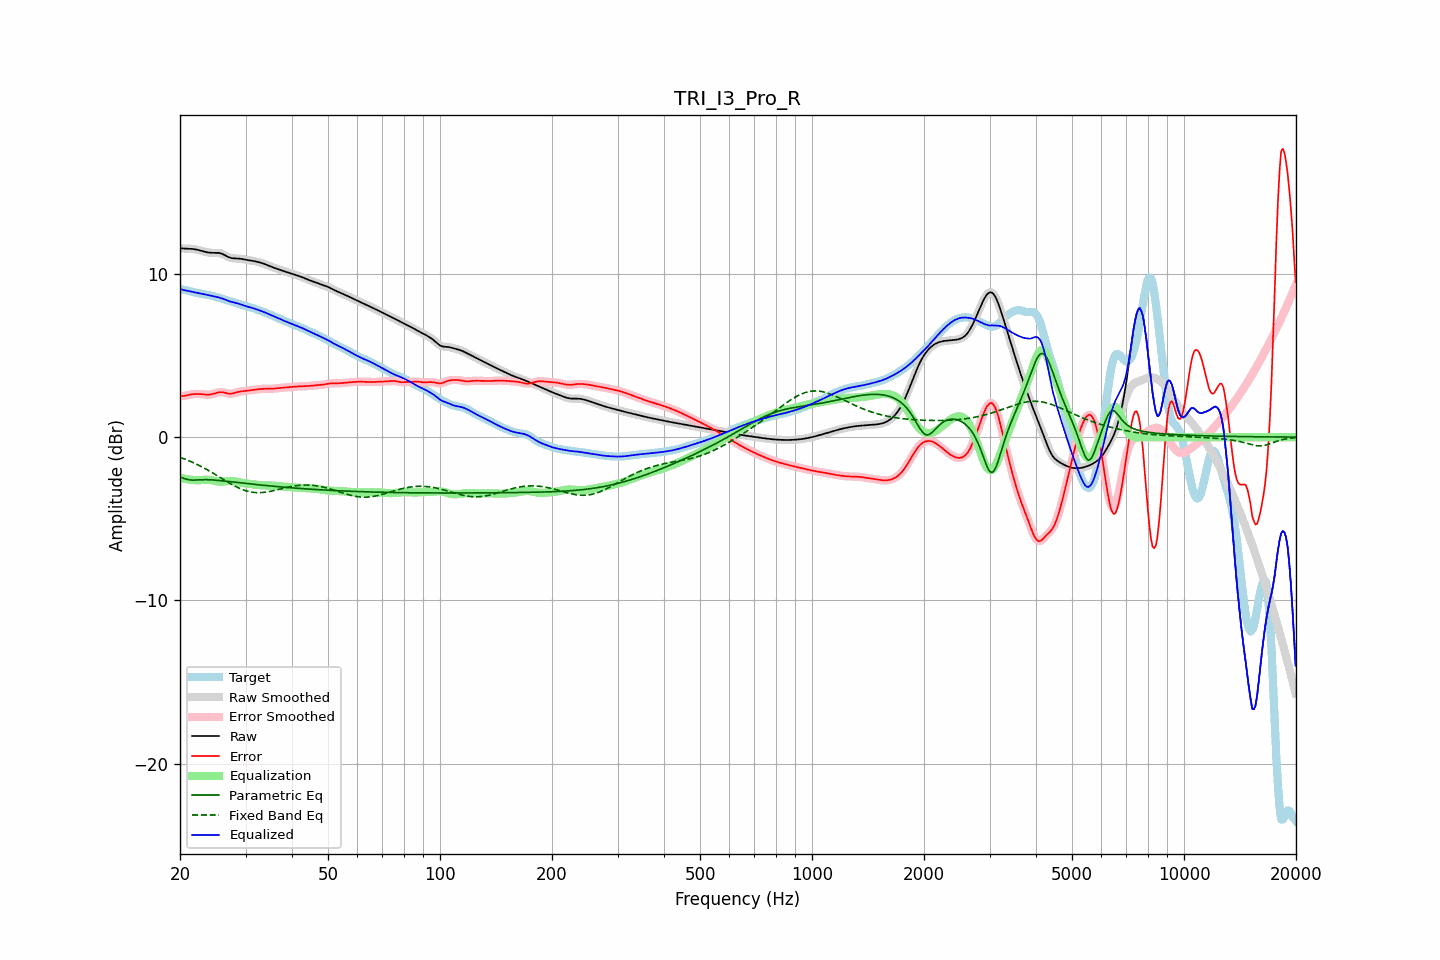 TRI_I3_Pro_R
Amplitude (dBr)
10
0
−10
−20
Target
Raw Smoothed
Error Smoothed
Raw
Error
Equalization
Parametric Eq
Fixed Band Eq
Equalized
20 50 100 200 500 1000 2000 5000 10000 20000
Frequency (Hz)